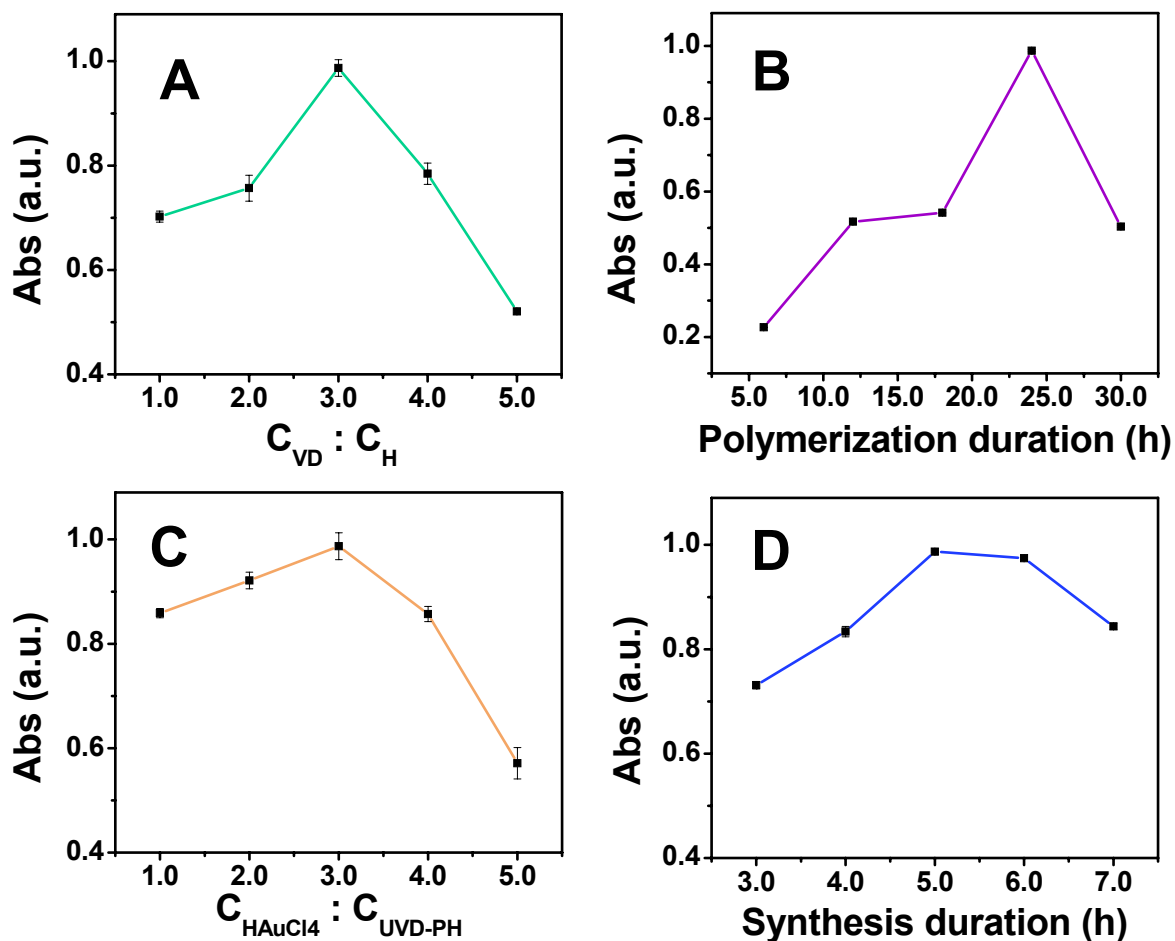 A
Abs (a.u.)
1.0
0.8
0.6
0.4
1.0 2.0 3.0 4.0 5.0
C_VD : C_H
B
Abs (a.u.)
1.0
0.8
0.6
0.4
0.2
5.0 10.0 15.0 20.0 25.0 30.0
Polymerization duration (h)
C
Abs (a.u.)
1.0
0.8
0.6
0.4
1.0 2.0 3.0 4.0 5.0
C_HAuCl4 : C_UVD-PH
D
Abs (a.u.)
1.0
0.8
0.6
0.4
3.0 4.0 5.0 6.0 7.0
Synthesis duration (h)